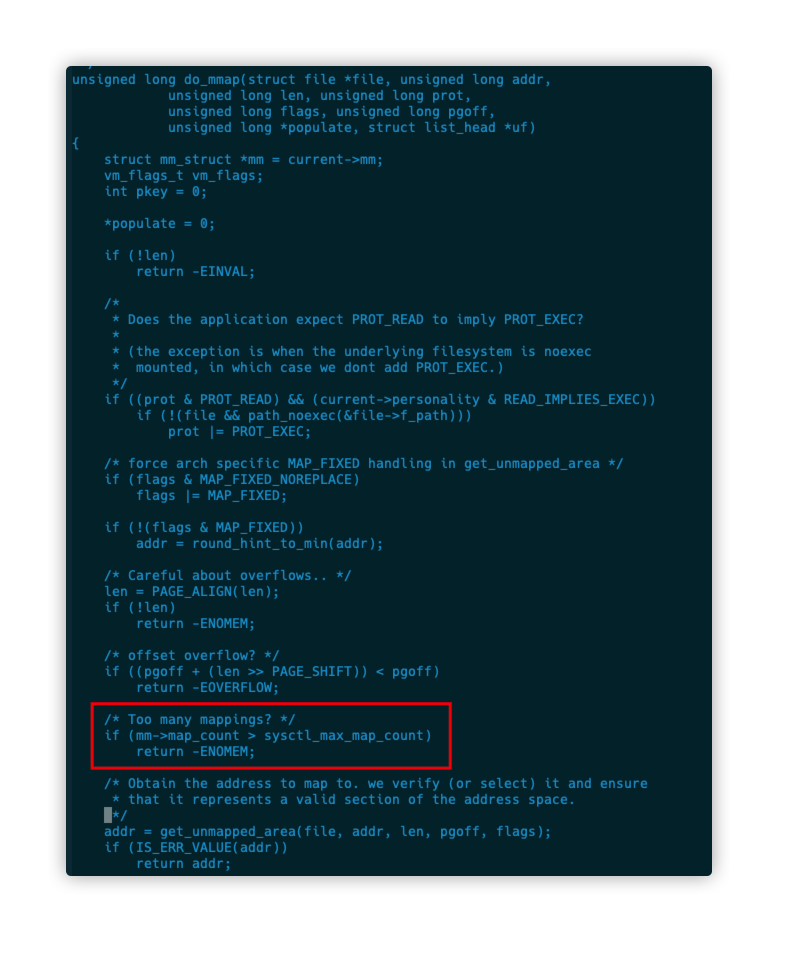 unsigned long do_mmap(struct file *file, unsigned long addr,
            unsigned long len, unsigned long prot,
            unsigned long flags, unsigned long pgoff,
            unsigned long *populate, struct list_head *uf)
{
    struct mm_struct *mm = current->mm;
    vm_flags_t vm_flags;
    int pkey = 0;

    *populate = 0;

    if (!len)
        return -EINVAL;

    /*
     * Does the application expect PROT_READ to imply PROT_EXEC?
     *
     * (the exception is when the underlying filesystem is noexec
     *  mounted, in which case we dont add PROT_EXEC.)
     */
    if ((prot & PROT_READ) && (current->personality & READ_IMPLIES_EXEC))
        if (!(file && path_noexec(&file->f_path)))
            prot |= PROT_EXEC;

    /* force arch specific MAP_FIXED handling in get_unmapped_area */
    if (flags & MAP_FIXED_NOREPLACE)
        flags |= MAP_FIXED;

    if (!(flags & MAP_FIXED))
        addr = round_hint_to_min(addr);

    /* Careful about overflows.. */
    len = PAGE_ALIGN(len);
    if (!len)
        return -ENOMEM;

    /* offset overflow? */
    if ((pgoff + (len >> PAGE_SHIFT)) < pgoff)
        return -EOVERFLOW;

    /* Too many mappings? */
    if (mm->map_count > sysctl_max_map_count)
        return -ENOMEM;

    /* Obtain the address to map to. we verify (or select) it and ensure
     * that it represents a valid section of the address space.
     */
    addr = get_unmapped_area(file, addr, len, pgoff, flags);
    if (IS_ERR_VALUE(addr))
        return addr;